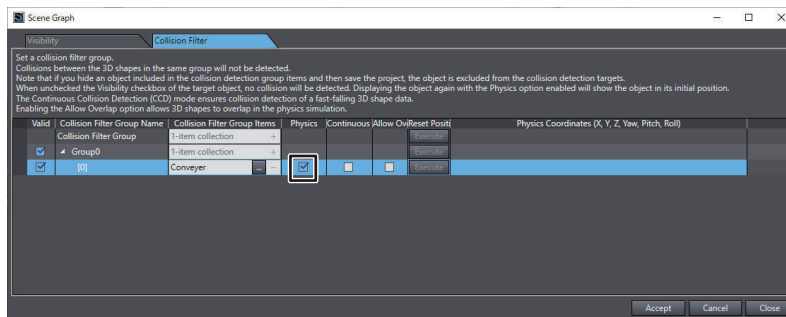 Scene Graph
Visibility
Collision Filter
Set a collision filter group.
Collisions between the 3D shapes in the same group will not be detected.
Note that if you hide an object included in the collision detection group items and then save the project, the object is excluded from the collision detection targets.
When unchecked the Visibility checkbox of the target object, no collision will be detected. Displaying the object again with the Physics option enabled will show the object in its initial position.
The Continuous Collision Detection (CCD) mode ensures collision detection of a fast-falling 3D shape data.
Enabling the Allow Overlap option allows 3D shapes to overlap in the physics simulation.
Valid Collision Filter Group Name Collision Filter Group Items Physics Continuous Allow Ov Reset Positi Physics Coordinates (X, Y, Z, Yaw, Pitch, Roll)
Collision Filter Group 1-item collection + Execute
Group0 1-item collection + Execute
[0] Conveyer ... − Execute
Accept Cancel Close